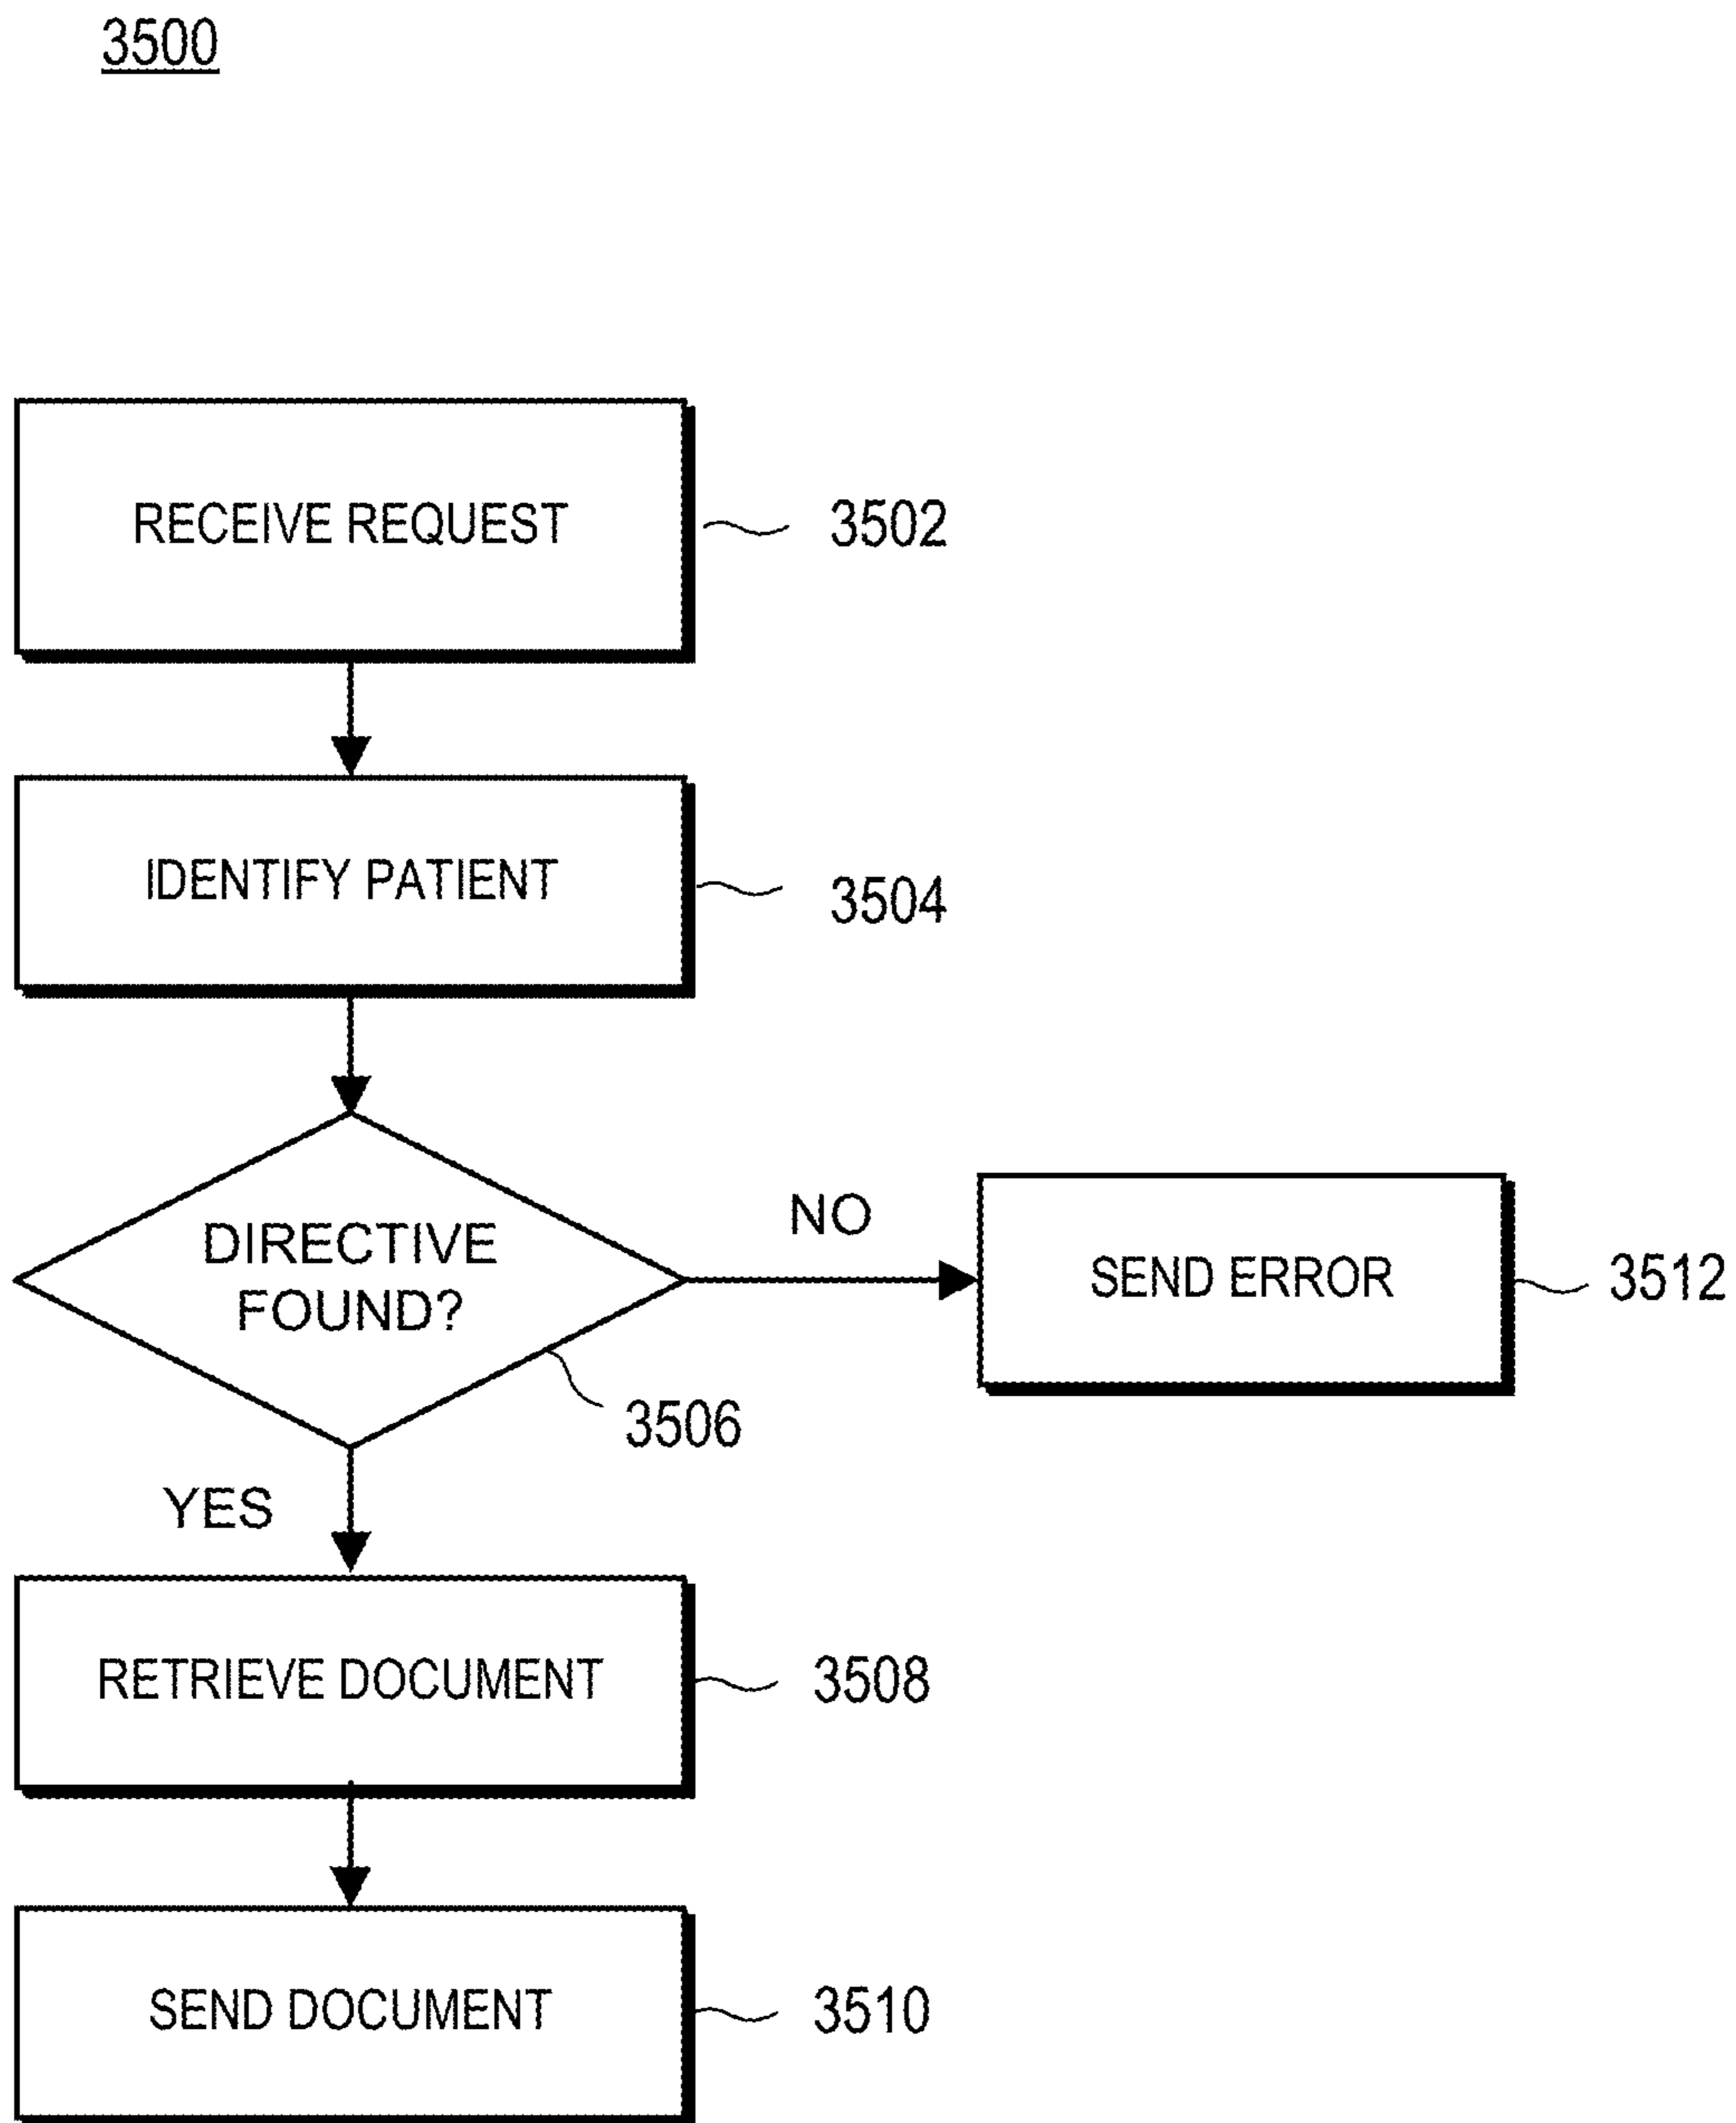 3500
RECEIVE REQUEST
3502
IDENTIFY PATIENT
3504
DIRECTIVE
FOUND?
3506
NO
SEND ERROR
3512
YES
RETRIEVE DOCUMENT
3508
SEND DOCUMENT
3510